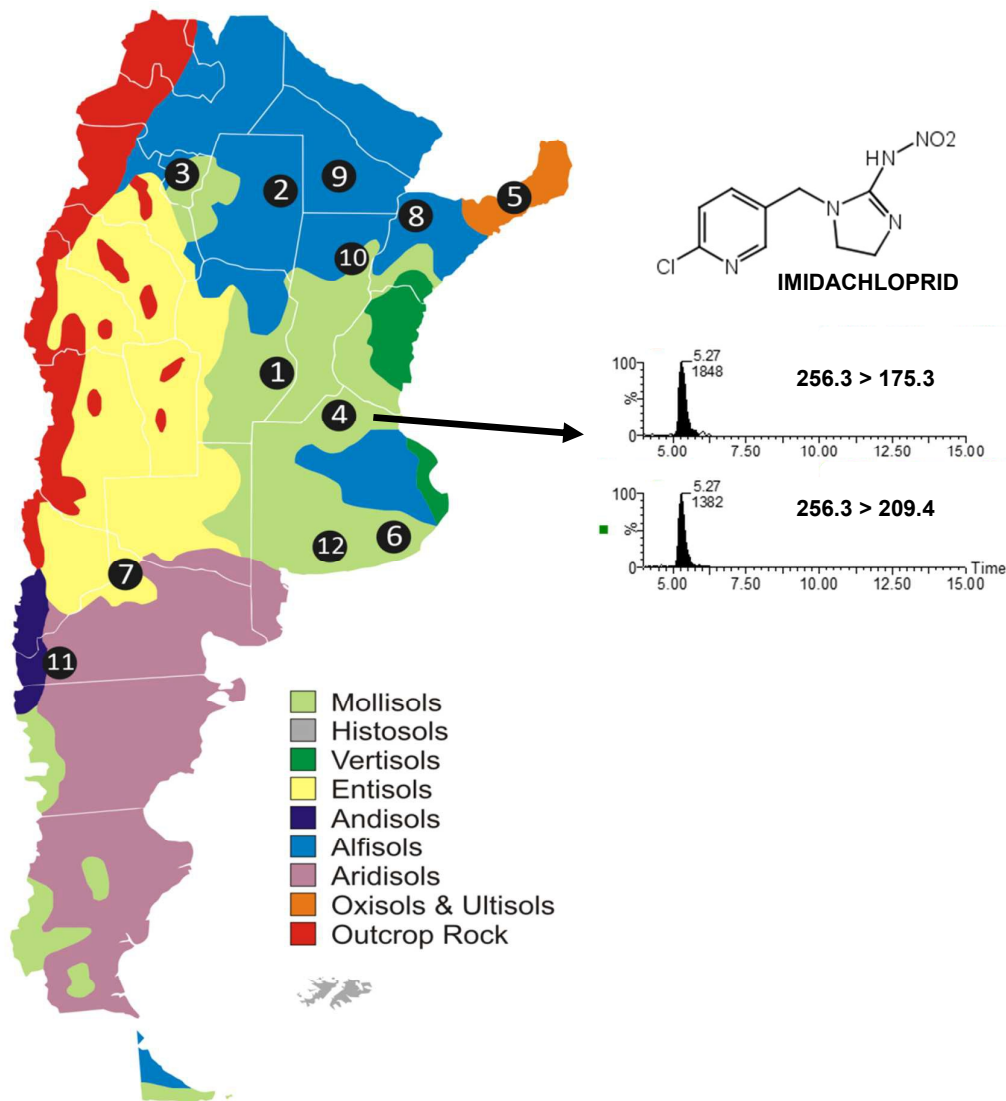 3
2
9
5
8
10
1
4
6
12
7
11
NO2
HN
N
N
Cl
N
IMIDACHLOPRID
5.27
1848
100
%
0
256.3 > 175.3
5.00 7.50 10.00 12.50 15.00
5.27
1382
100
%
0
256.3 > 209.4
Time
5.00 7.50 10.00 12.50 15.00
Mollisols
Histosols
Vertisols
Entisols
Andisols
Alfisols
Aridisols
Oxisols & Ultisols
Outcrop Rock